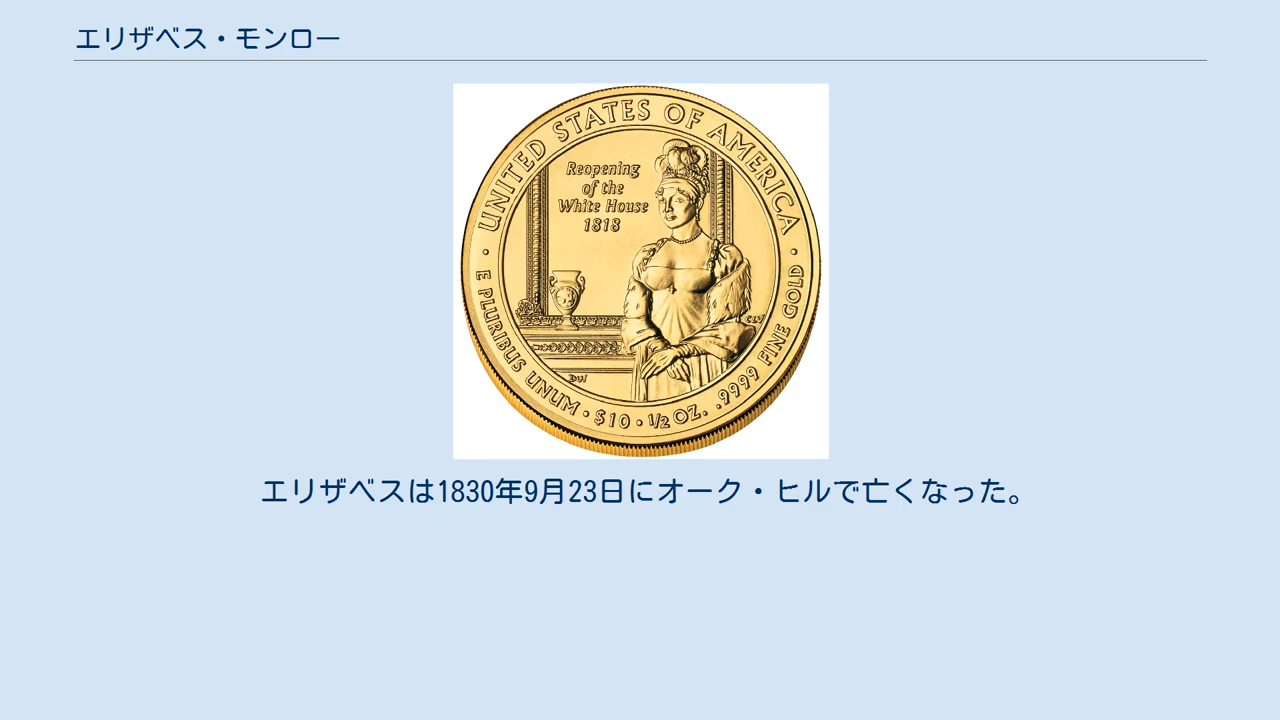 エリザベス・モンロー
UNITED STATES OF AMERICA
Reopening
of the
White House
1818
E PLURIBUS UNUM · $10 · 1/2 OZ. .9999 FINE GOLD
エリザベスは1830年9月23日にオーク・ヒルで亡くなった。